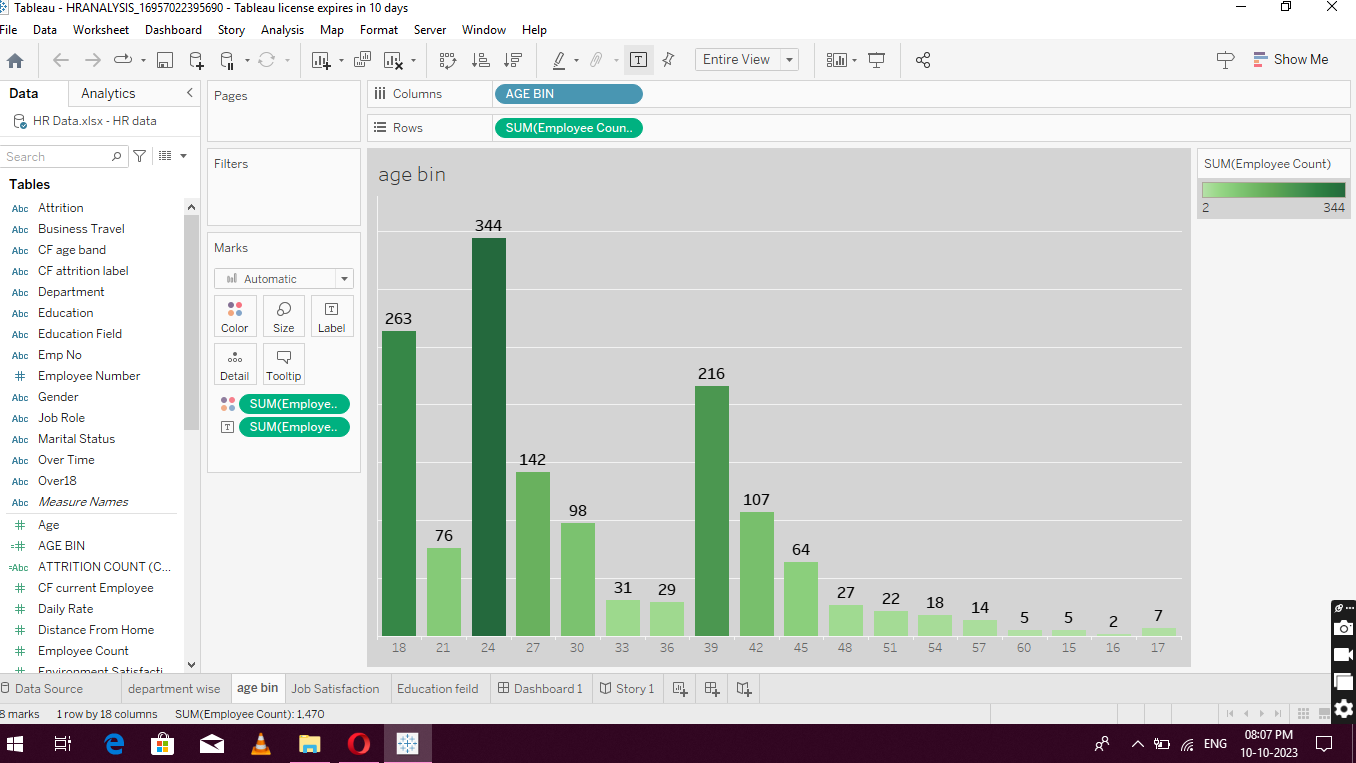 Tableau - HRANALYSIS_16957022395690 - Tableau license expires in 10 days
File Data Worksheet Dashboard Story Analysis Map Format Server Window Help
Entire View
Show Me
Data Analytics
HR Data.xlsx - HR data
Search
Tables
Abc Attrition
Abc Business Travel
Abc CF age band
Abc CF attrition label
Abc Department
Abc Education
Abc Education Field
Abc Emp No
# Employee Number
Abc Gender
Abc Job Role
Abc Marital Status
Abc Over Time
Abc Over18
Abc Measure Names
# Age
=# AGE BIN
=Abc ATTRITION COUNT (C...
# CF current Employee
# Daily Rate
# Distance From Home
# Employee Count
# Environment Satisfacti
Pages
Filters
Marks
Automatic
Color Size Label
Detail Tooltip
SUM(Employe..
T SUM(Employe..
Columns AGE BIN
Rows SUM(Employee Coun..
age bin
263 76 344 142 98 31 29 216 107 64 27 22 18 14 5 5 2 7
18 21 24 27 30 33 36 39 42 45 48 51 54 57 60 15 16 17
SUM(Employee Count)
2 344
Data Source department wise age bin Job Satisfaction Education feild Dashboard 1 Story 1
8 marks 1 row by 18 columns SUM(Employee Count): 1,470
ENG
08:07 PM
10-10-2023